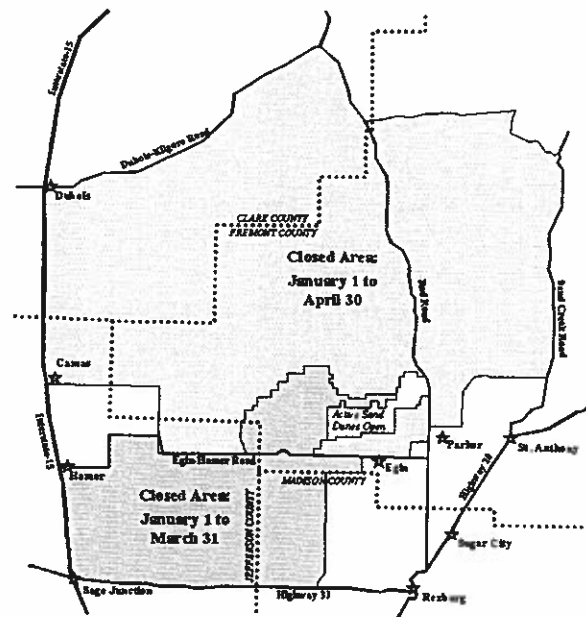 Interstate-15
Dubois-Kilgore Road
Dubois
CLARK COUNTY
FREMONT COUNTY
Closed Area:
January 1 to
April 30
Red Road
Sand Creek Road
Camas
Interstate-15
Active Sand
Dunes Open
Parker
St. Anthony
Egin-Hamer Road
Egin
Hamer
MADISON COUNTY
Highway 20
Closed Area:
January 1 to
March 31
JEFFERSON COUNTY
Sugar City
Sage Junction
Highway 33
Rexburg